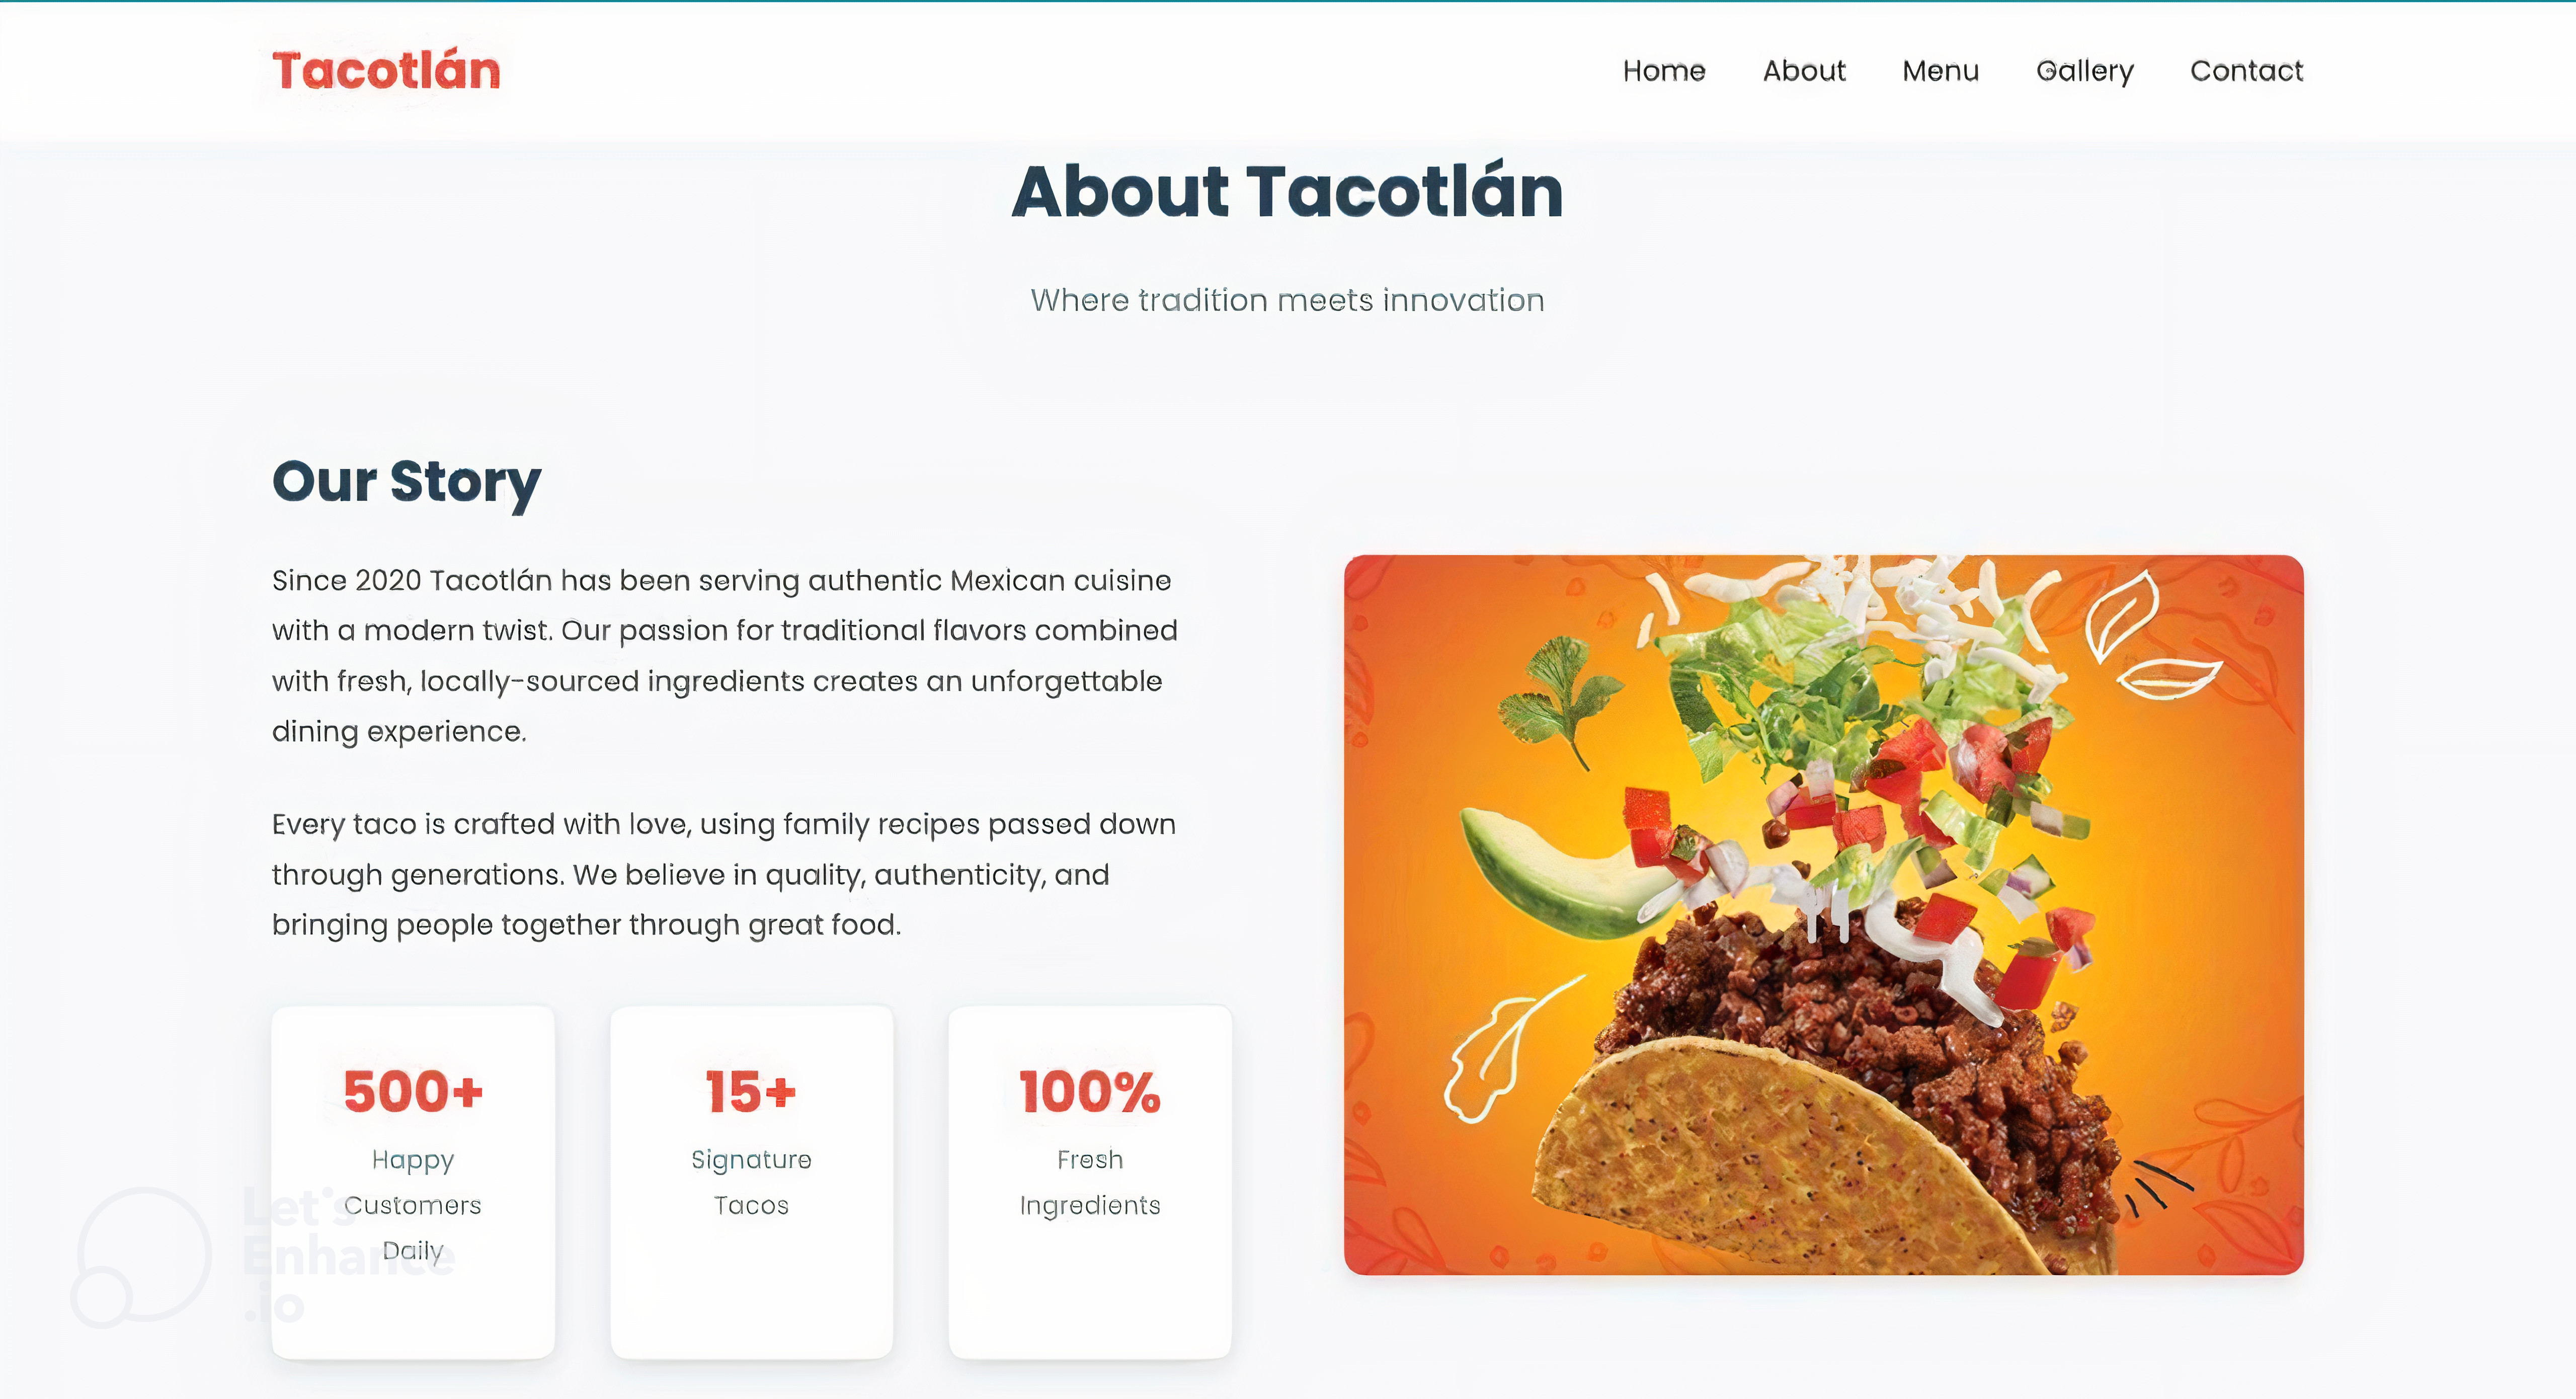 Tacotlán
Home About Menu Gallery Contact
About Tacotlán
Where tradition meets innovation
Our Story
Since 2020 Tacotlán has been serving authentic Mexican cuisine
with a modern twist. Our passion for traditional flavors combined
with fresh, locally-sourced ingredients creates an unforgettable
dining experience.
Every taco is crafted with love, using family recipes passed down
through generations. We believe in quality, authenticity, and
bringing people together through great food.
500+
Happy
Customers
Daily
15+
Signature
Tacos
100%
Fresh
Ingredients
Let's
Enhance
.io